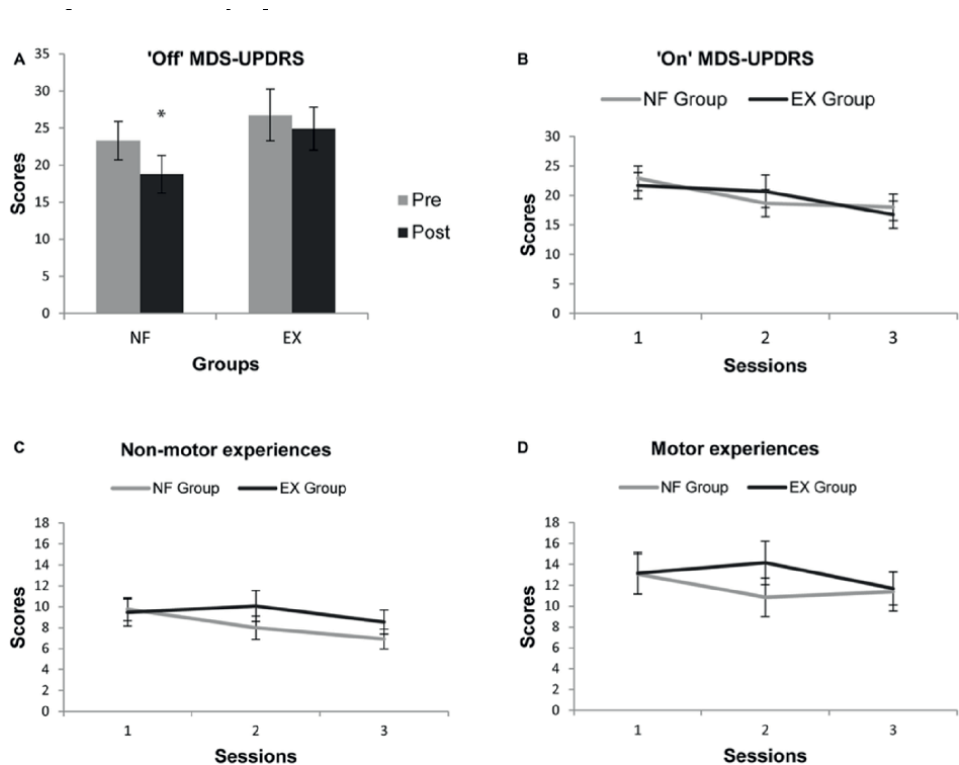 A
'Off' MDS-UPDRS
35
30
25
20
15
10
5
0
Scores
*
Pre
Post
NF
EX
Groups
B
'On' MDS-UPDRS
NF Group
EX Group
30
25
20
15
10
5
0
Scores
1
2
3
Sessions
C
Non-motor experiences
NF Group
EX Group
18
16
14
12
10
8
6
4
2
0
Scores
1
2
3
Sessions
D
Motor experiences
NF Group
EX Group
18
16
14
12
10
8
6
4
2
0
Scores
1
2
3
Sessions